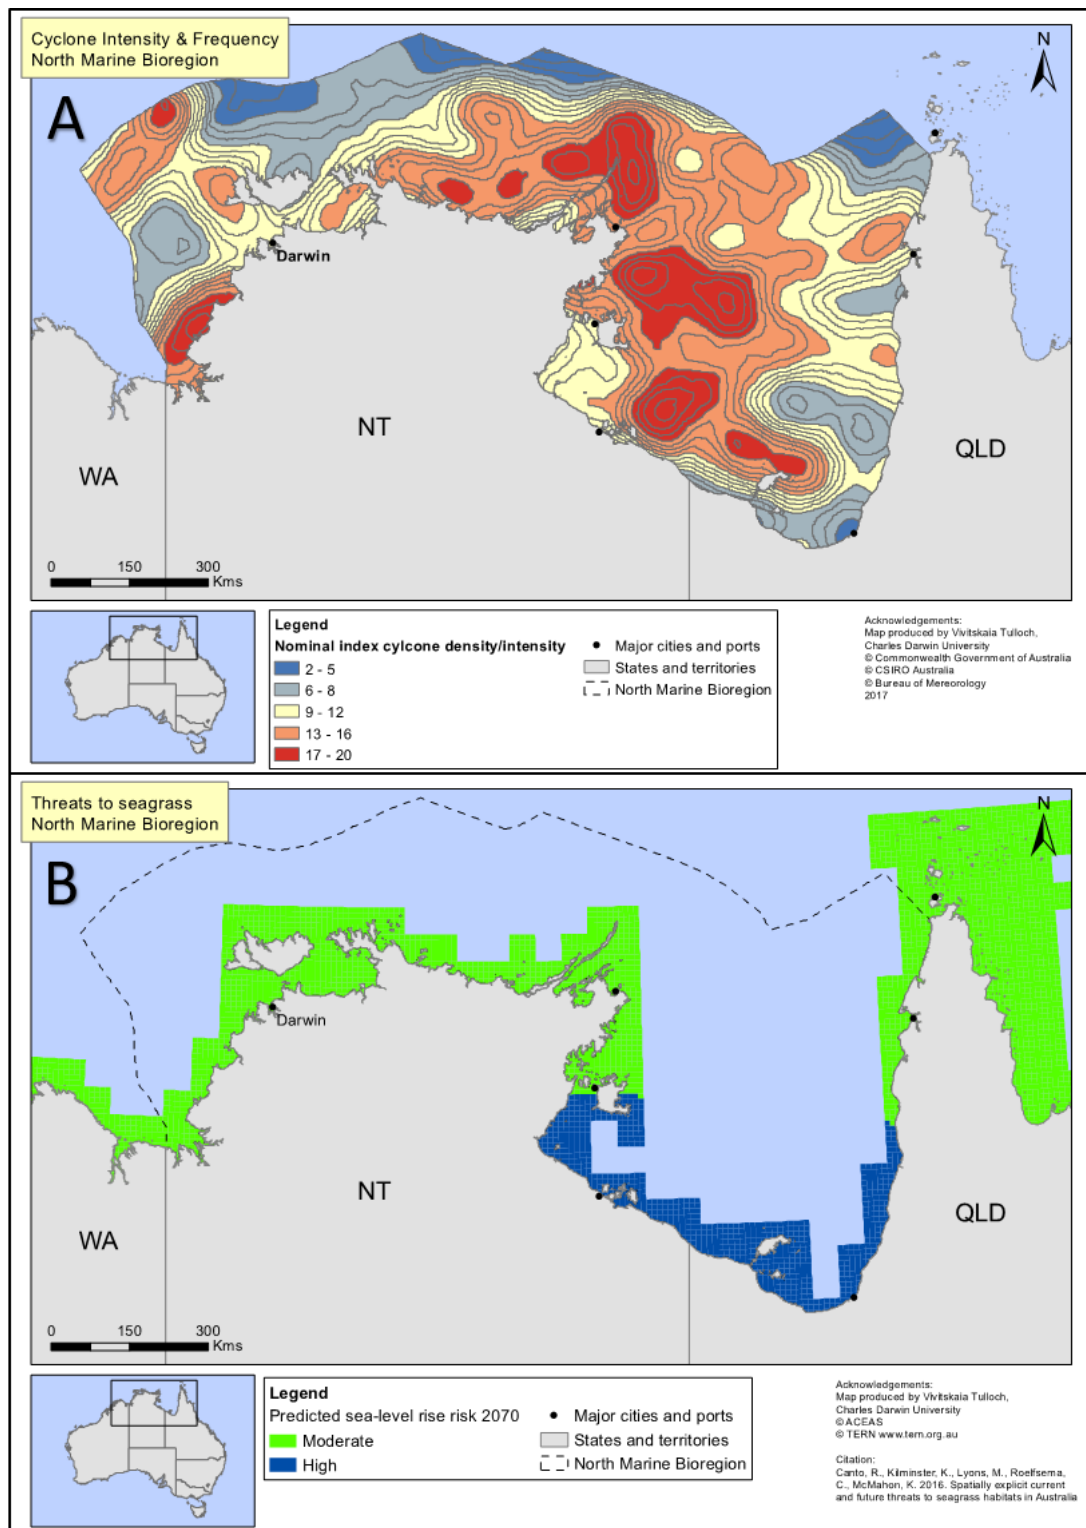 Cyclone Intensity & Frequency
North Marine Bioregion
A
N
Darwin
NT
WA
QLD
0 150 300
Kms
Legend
Nominal index cylcone density/intensity
2 - 5
6 - 8
9 - 12
13 - 16
17 - 20
Major cities and ports
States and territories
North Marine Bioregion
Acknowledgements:
Map produced by Vivitskaia Tulloch,
Charles Darwin University
© Commonwealth Government of Australia
© CSIRO Australia
© Bureau of Mereorology
2017
Threats to seagrass
North Marine Bioregion
B
N
Darwin
NT
WA
QLD
0 150 300
Kms
Legend
Predicted sea-level rise risk 2070
Moderate
High
Major cities and ports
States and territories
North Marine Bioregion
Acknowledgements:
Map produced by Vivitskaia Tulloch,
Charles Darwin University
© ACEAS
© TERN www.tern.org.au
Citation:
Canto, R., Kilminster, K., Lyons, M., Roelfsema,
C., McMahon, K. 2016. Spatially explicit current
and future threats to seagrass habitats in Australia